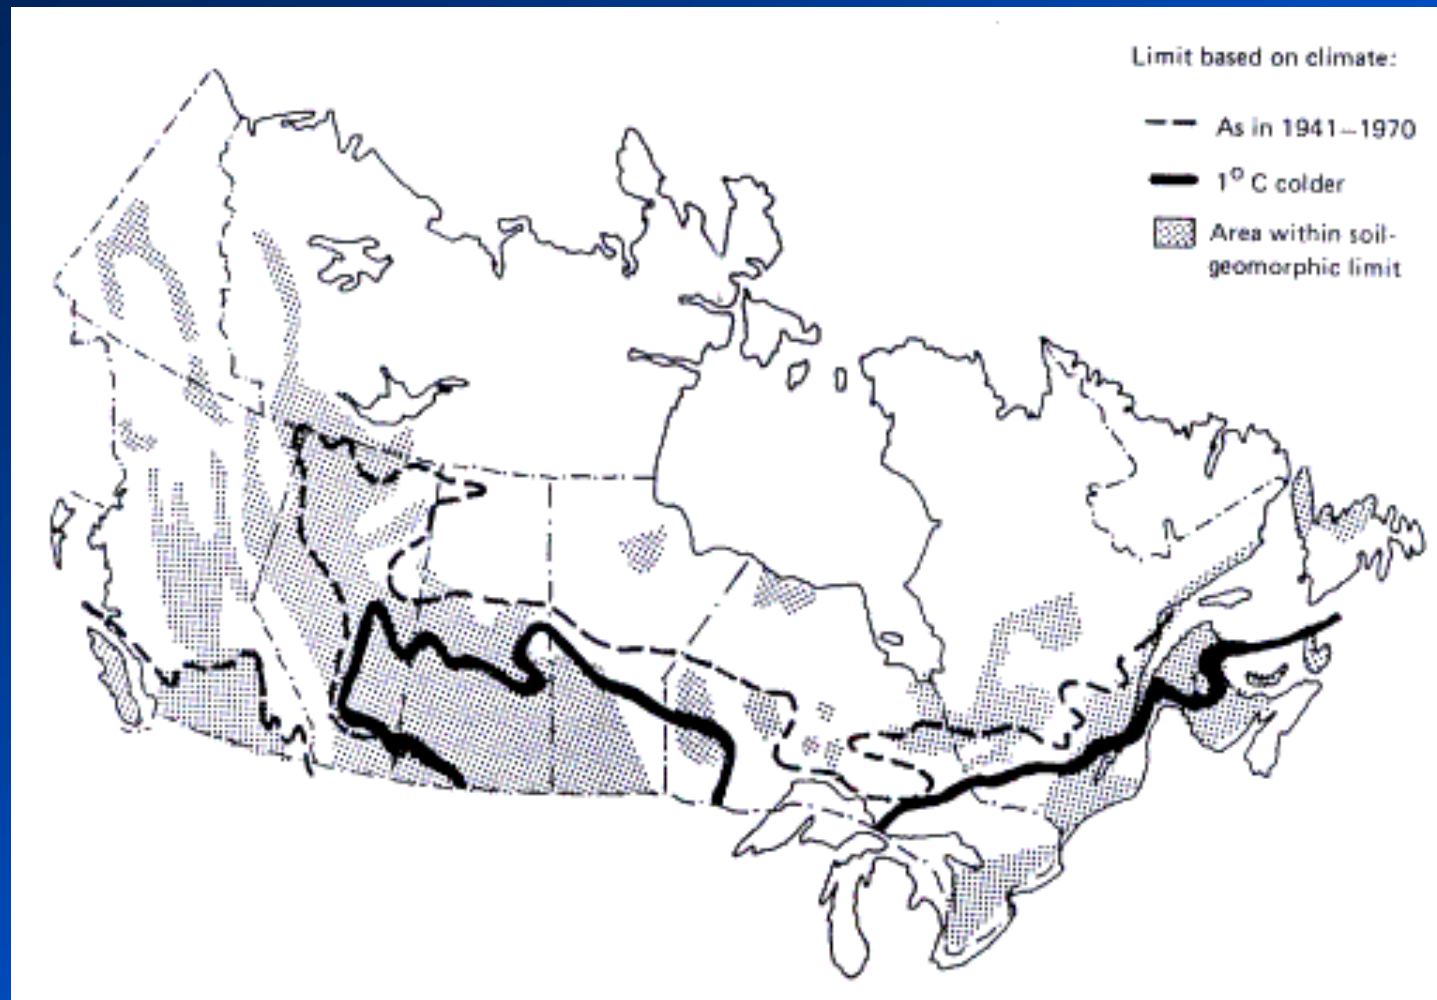 Limit based on climate:
As in 1941–1970
1° C colder
Area within soil-
geomorphic limit